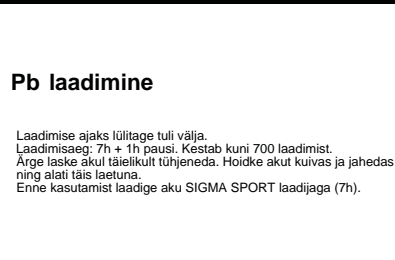 Pb laadimine
Laadimise ajaks lülitage tuli välja.
Laadimisaeg: 7h + 1h pausi. Kestab kuni 700 laadimist.
Ärge laske akul täielikult tühjeneda. Hoidke akut kuivas ja jahedas
ning alati täis laetuna.
Enne kasutamist laadige aku SIGMA SPORT laadijaga (7h).